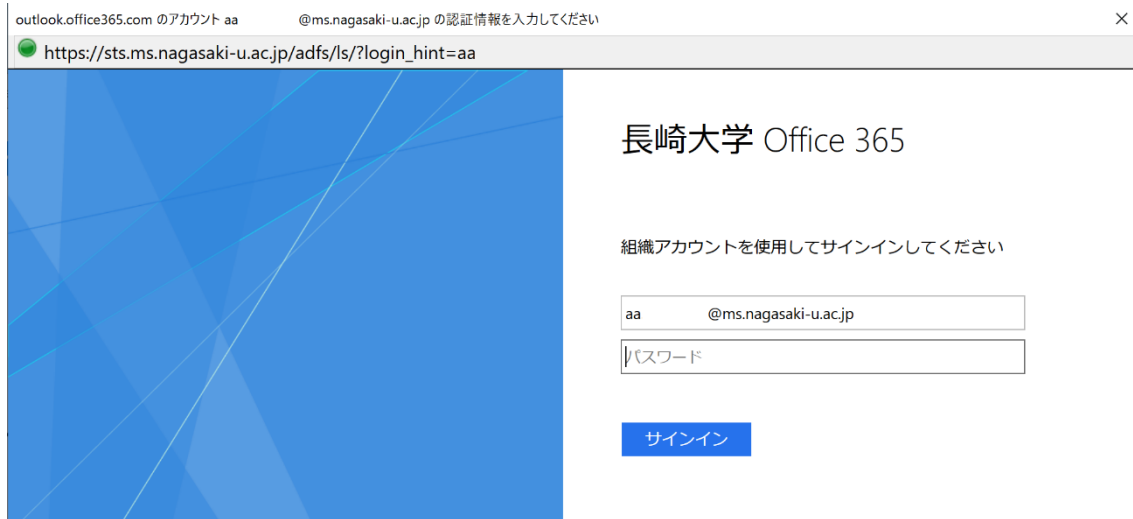 outlook.office365.com のアカウント aa @ms.nagasaki-u.ac.jp の認証情報を入力してください
https://sts.ms.nagasaki-u.ac.jp/adfs/ls/?login_hint=aa
長崎大学 Office 365
組織アカウントを使用してサインインしてください
aa @ms.nagasaki-u.ac.jp
パスワード
サインイン